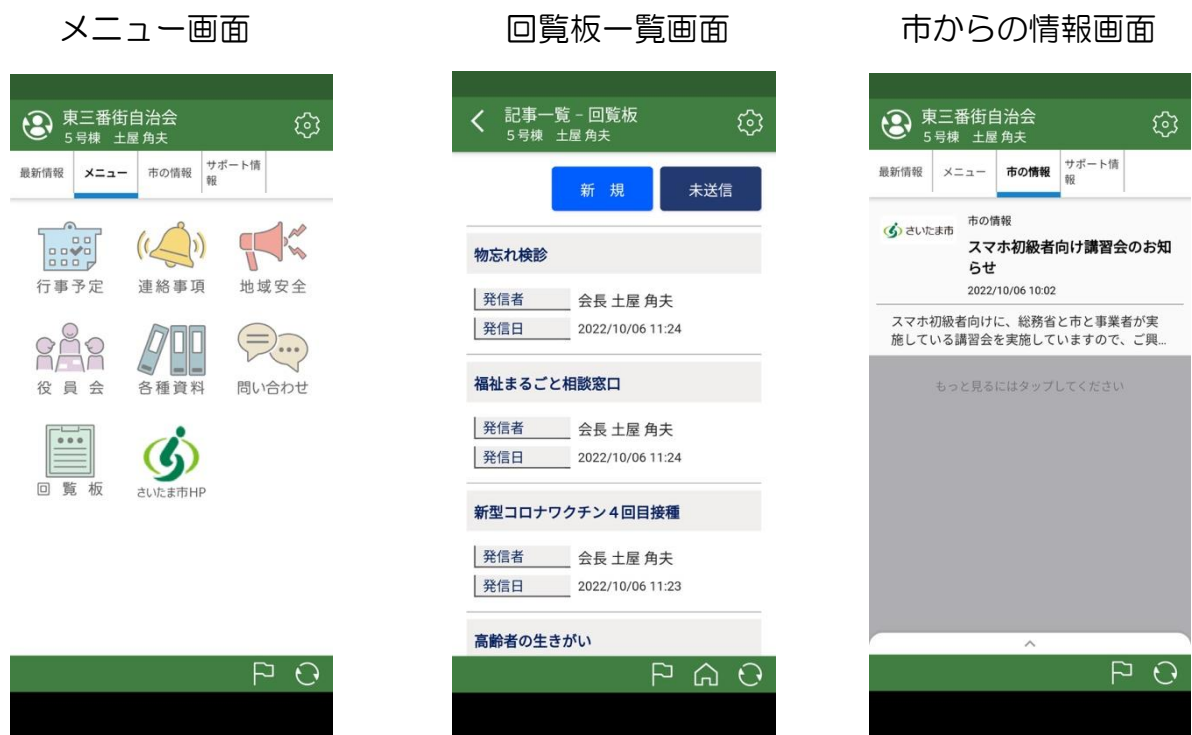 メニュー画面
東三番街自治会
5号棟 土屋 角夫
最新情報 メニュー 市の情報 サポート情
報
行事予定 連絡事項 地域安全
役員会 各種資料 問い合わせ
回覧板 さいたま市HP
回覧板一覧画面
記事一覧 – 回覧板
5号棟 土屋 角夫
新 規 未送信
物忘れ検診
発信者 会長 土屋 角夫
発信日 2022/10/06 11:24
福祉まるごと相談窓口
発信者 会長 土屋 角夫
発信日 2022/10/06 11:24
新型コロナワクチン4回目接種
発信者 会長 土屋 角夫
発信日 2022/10/06 11:23
高齢者の生きがい
市からの情報画面
東三番街自治会
5号棟 土屋 角夫
最新情報 メニュー 市の情報 サポート情
報
さいたま市
市の情報
スマホ初級者向け講習会のお知
らせ
2022/10/06 10:02
スマホ初級者向けに、総務省と市と事業者が実
施している講習会を実施していますので、ご興...
もっと見るにはタップしてください